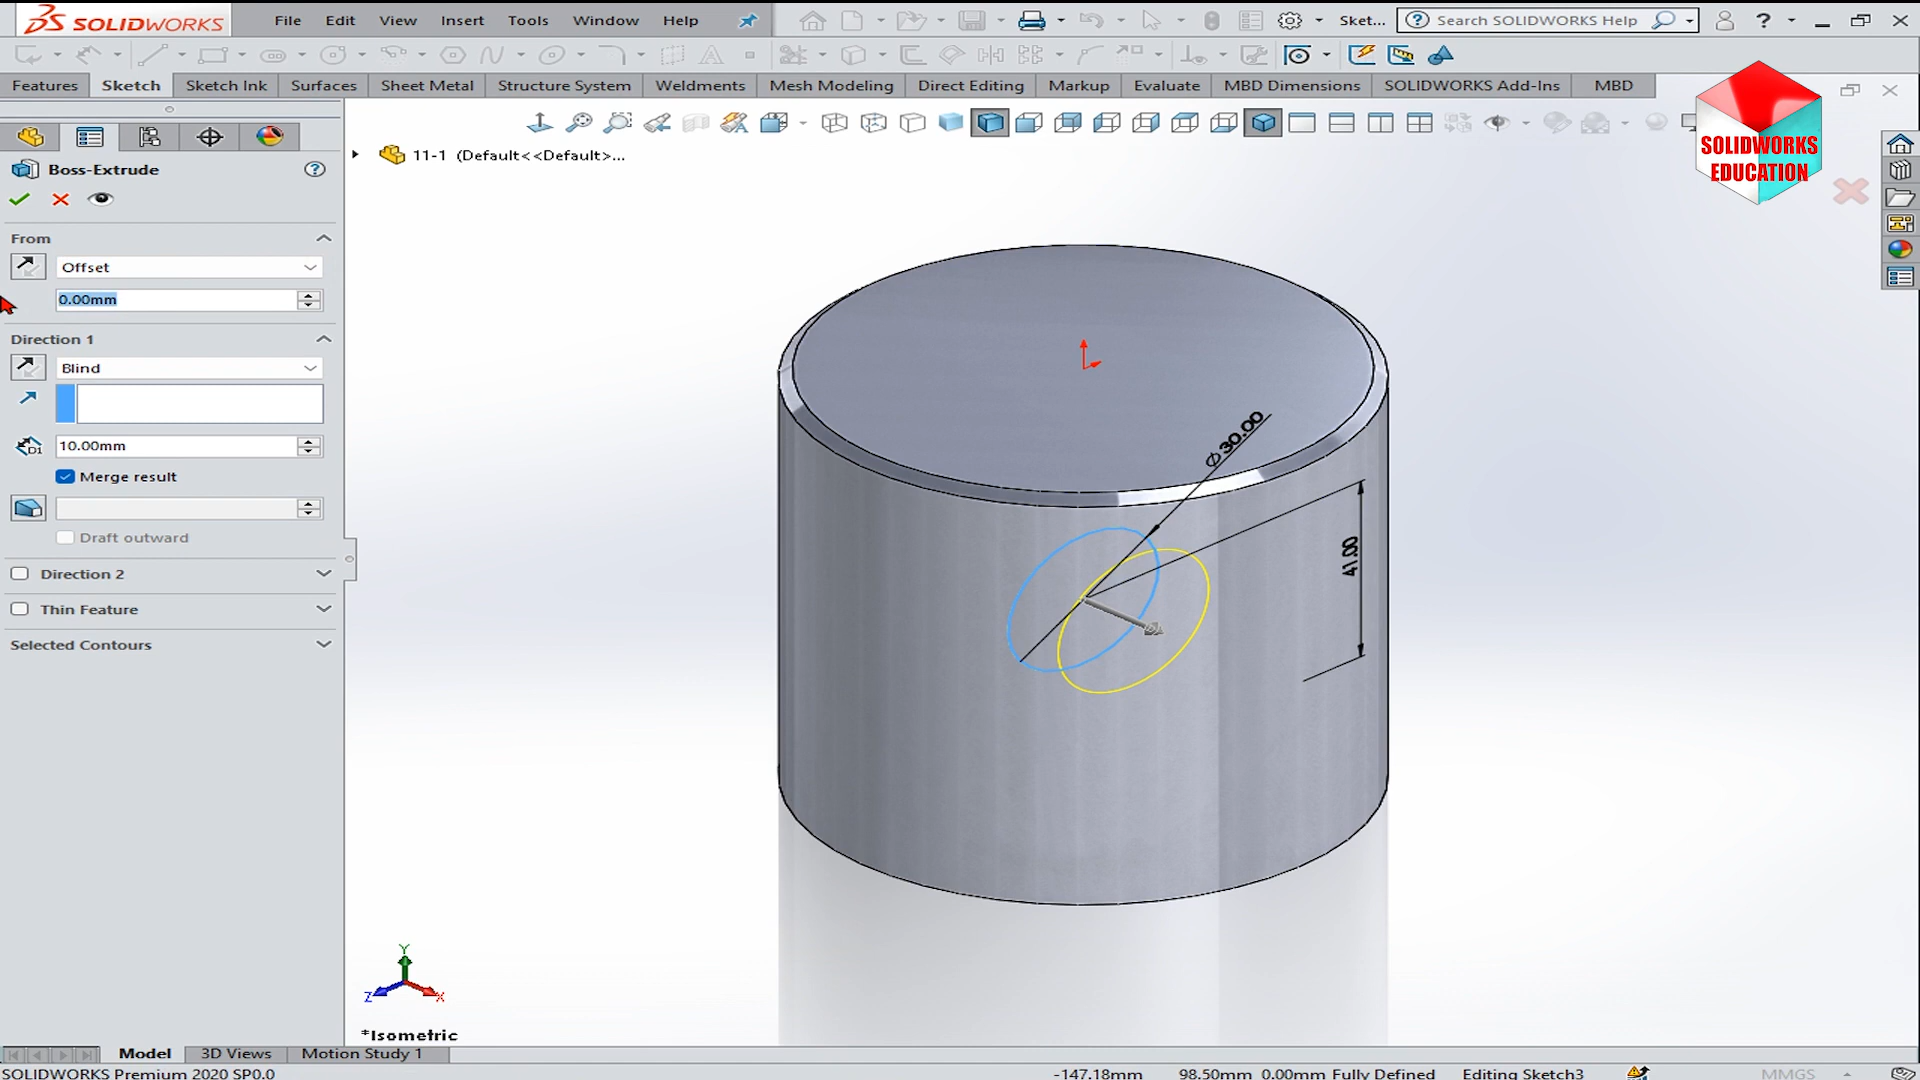 SOLIDWORKS File Edit View Insert Tools Window Help Sket... Search SOLIDWORKS Help ?
Features Sketch Sketch Ink Surfaces Sheet Metal Structure System Weldments Mesh Modeling Direct Editing Markup Evaluate MBD Dimensions SOLIDWORKS Add-Ins MBD
SOLIDWORKS
EDUCATION
11-1 (Default<<Default>...
Boss-Extrude
From
Offset
0.00mm
Direction 1
Blind
D1 10.00mm
Merge result
Draft outward
Direction 2
Thin Feature
Selected Contours
Ø30.00
41.00
Y
Z X
*Isometric
Model 3D Views Motion Study 1
SOLIDWORKS Premium 2020 SP0.0 -147.18mm 98.50mm 0.00mm Fully Defined Editing Sketch3 MMGS